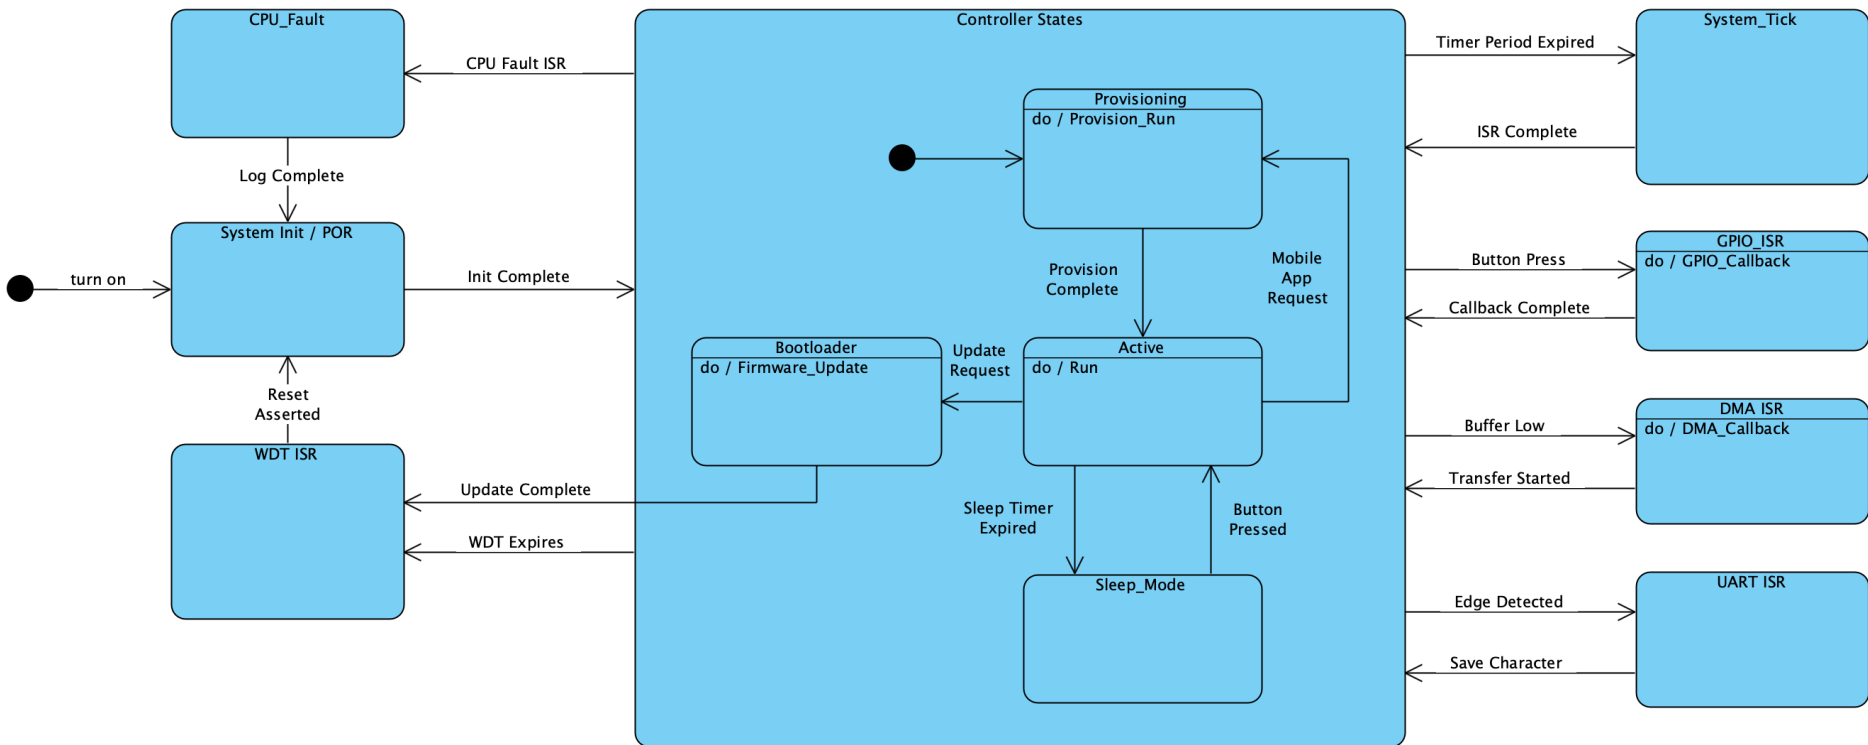 CPU_Fault
CPU Fault ISR
Log Complete
System Init / POR
turn on
Init Complete
Reset
Asserted
WDT ISR
Update Complete
WDT Expires
Controller States
Provisioning
do / Provision_Run
Provision
Complete
Mobile
App
Request
Bootloader
do / Firmware_Update
Update
Request
Active
do / Run
Sleep Timer
Expired
Button
Pressed
Sleep_Mode
System_Tick
Timer Period Expired
ISR Complete
GPIO_ISR
do / GPIO_Callback
Button Press
Callback Complete
DMA ISR
do / DMA_Callback
Buffer Low
Transfer Started
UART ISR
Edge Detected
Save Character